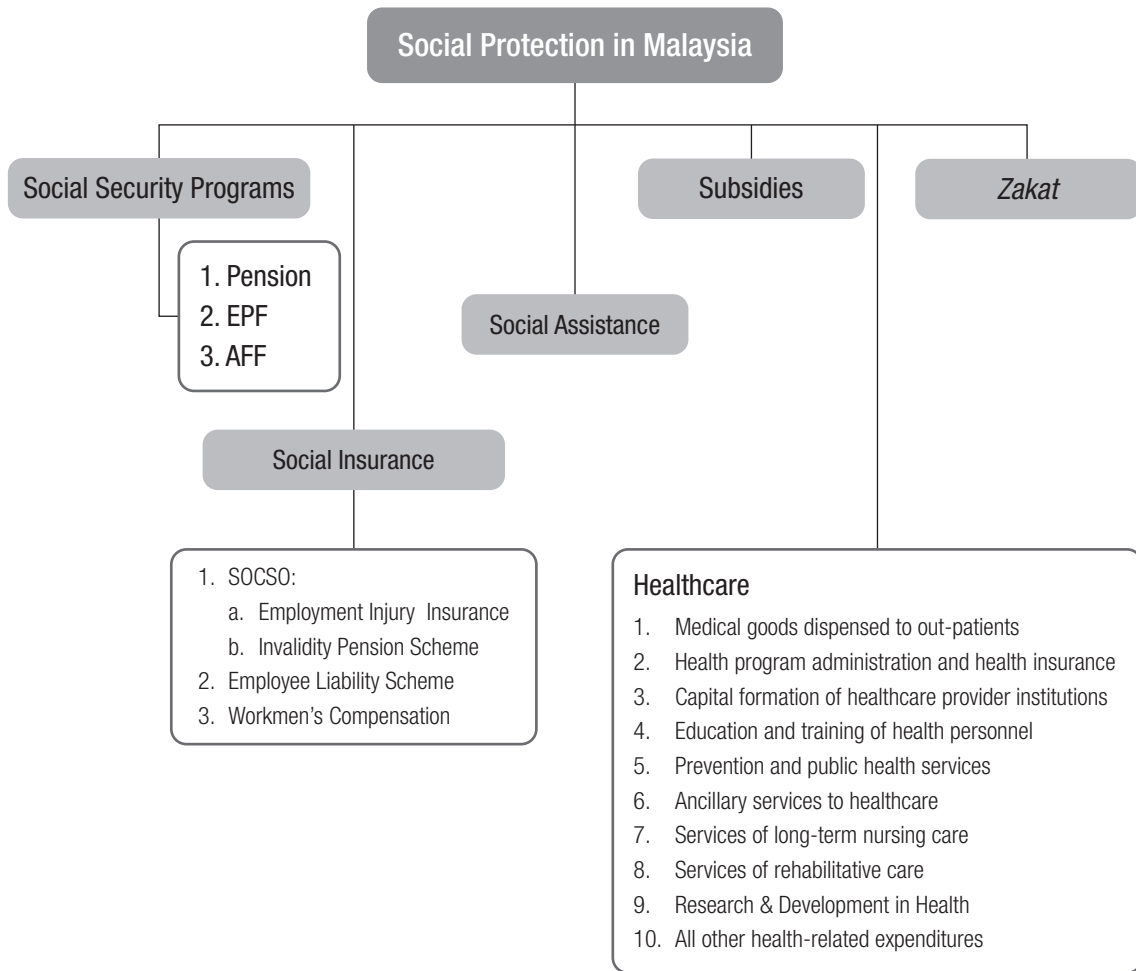 Social Protection in Malaysia
Social Security Programs
Subsidies
Zakat
1. Pension
2. EPF
3. AFF
Social Assistance
Social Insurance
1. SOCSO:
a. Employment Injury Insurance
b. Invalidity Pension Scheme
2. Employee Liability Scheme
3. Workmen’s Compensation
Healthcare
1. Medical goods dispensed to out-patients
2. Health program administration and health insurance
3. Capital formation of healthcare provider institutions
4. Education and training of health personnel
5. Prevention and public health services
6. Ancillary services to healthcare
7. Services of long-term nursing care
8. Services of rehabilitative care
9. Research & Development in Health
10. All other health-related expenditures